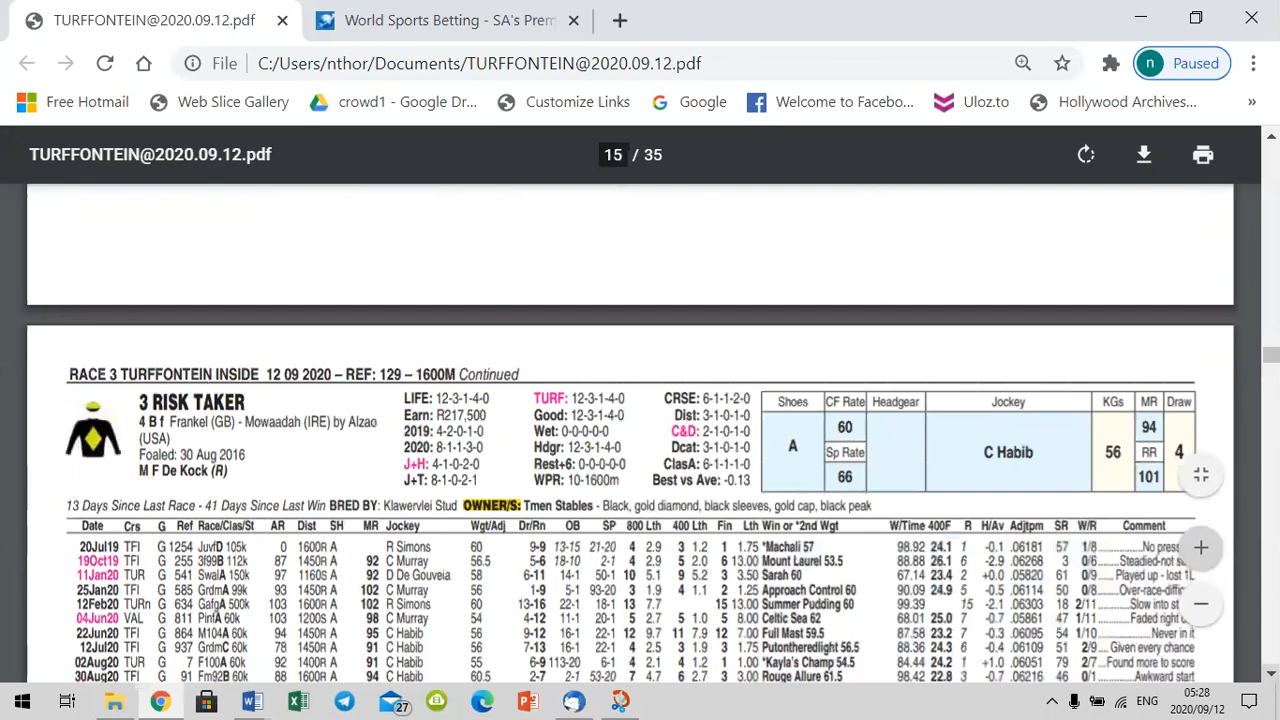 TURFFONTEIN@2020.09.12.pdf
World Sports Betting - SA's Prem
File C:/Users/nthor/Documents/TURFFONTEIN@2020.09.12.pdf n Paused
Free Hotmail Web Slice Gallery crowd1 - Google Dr... Customize Links Google Welcome to Facebo... Uloz.to Hollywood Archives... »
TURFFONTEIN@2020.09.12.pdf 15 / 35
RACE 3 TURFFONTEIN INSIDE 12 09 2020 – REF: 129 – 1600M Continued
3 RISK TAKER
4 B f Frankel (GB) - Mowaadah (IRE) by Alzao
(USA)
Foaled: 30 Aug 2016
M F De Kock (R)
LIFE: 12-3-1-4-0 TURF: 12-3-1-4-0 CRSE: 6-1-1-2-0
Earn: R217,500 Good: 12-3-1-4-0 Dist: 3-1-0-1-0
2019: 4-2-0-1-0 Wet: 0-0-0-0-0 C&D: 2-1-0-1-0
2020: 8-1-1-3-0 Hdgr: 12-3-1-4-0 Dcat: 3-1-0-1-0
J+H: 4-1-0-2-0 Rest+6: 0-0-0-0-0 ClasA: 6-1-1-1-0
J+T: 8-1-0-2-1 WPR: 10-1600m Best vs Ave: -0.13
Shoes CF Rate Headgear Jockey KGs MR Draw
A 60 C Habib 56 94 4
Sp Rate RR
66 101
13 Days Since Last Race - 41 Days Since Last Win BRED BY: Klawervlei Stud OWNER/S: Tmen Stables - Black, gold diamond, black sleeves, gold cap, black peak
Date Crs G Ref Race/Clas/St AR Dist SH MR Jockey Wgt/Adj Dr/Rn OB SP 800 Lth 400 Lth Fin Lth Win or *2nd Wgt W/Time 400F R H/Av Adjtpm SR W/R Comment
20Jul19 TFI G 1254 JuvfD 105k 0 1600R A R Simons 60 9-9 13-15 21-20 4 2.9 3 1.2 1 1.75 *Machali 57 98.92 24.1 1 -0.1 .06181 57 1/8 ....No pres
19Oct19 TFI G 255 MaidB 89k 87 1450R A 92 C Murray 56.5 5-6 18-10 9-2 4 2.9 5 2.0 6 13.00 Mount Laurel 53.5 88.88 26.1 6 -2.9 .06268 3 0/6 ..Steadied-not s
11Jan20 TUR G 541 SwalA 150k 97 1160S A 92 D De Gouveia 58 6-11 14-1 50-1 10 5.1 9 5.2 3 3.50 Sarah 60 67.14 23.4 2 +0.0 .05820 61 0/9 Played up - lost 1L
25Jan20 TFI G 585 GrdmA 99k 93 1450R A 102 C Murray 56 1-9 5-1 93-20 3 1.9 4 1.1 2 1.25 Approach Control 60 90.09 24.9 5 -0.5 .06114 50 0/8 ..Over-race-diffi
12Feb20 TURn G 634 GafgA 500k 103 1600R A 102 R Simons 60 13-16 22-1 18-1 13 7.7 15 13.00 Summer Pudding 60 99.39 15 -2.1 .06303 18 2/11 .....Slow into st
04Jun20 VAL G 811 PinfA 60k 103 1200S A 98 C Murray 54 4-12 11-1 20-1 5 2.7 4 1.0 5 8.00 Celtic Sea 62 68.01 25.0 7 -0.7 .05861 47 1/11 ...Faded right
22Jun20 TFI G 864 M104A 60k 94 1450R A 95 C Habib 56 9-12 16-1 22-1 12 9.7 11 7.9 12 7.00 Full Mast 59.5 87.58 23.2 7 -0.3 .06095 54 1/10 .......Never in it
12Jul20 TFI G 937 GrdmC 60k 78 1450R A 91 C Habib 56 7-13 16-1 22-1 4 2.5 3 1.9 3 1.75 Putontheredlight 56.5 88.36 24.3 4 -0.4 .06109 51 2/9 ..Given every chance
02Aug20 TUR G 7 F100A 60k 92 1400R A 91 C Habib 55 6-9 113-20 6-1 4 2.1 4 1.2 1 1.00 *Kayla's Champ 54.5 84.44 24.2 1 +1.0 .06051 79 2/7 ...Found more to score
30Aug20 TFI G 91 Fm92B 60k 88 1600R A 94 C Habib 60.5 2-7 4-1 53-20 7 4.7 6 2.7 3 3.00 Rouge Allure 61.5 98.42 22.8 3 -0.7 .06216 46 0/1 .....Awkward start
27 ENG 05:28
2020/09/12